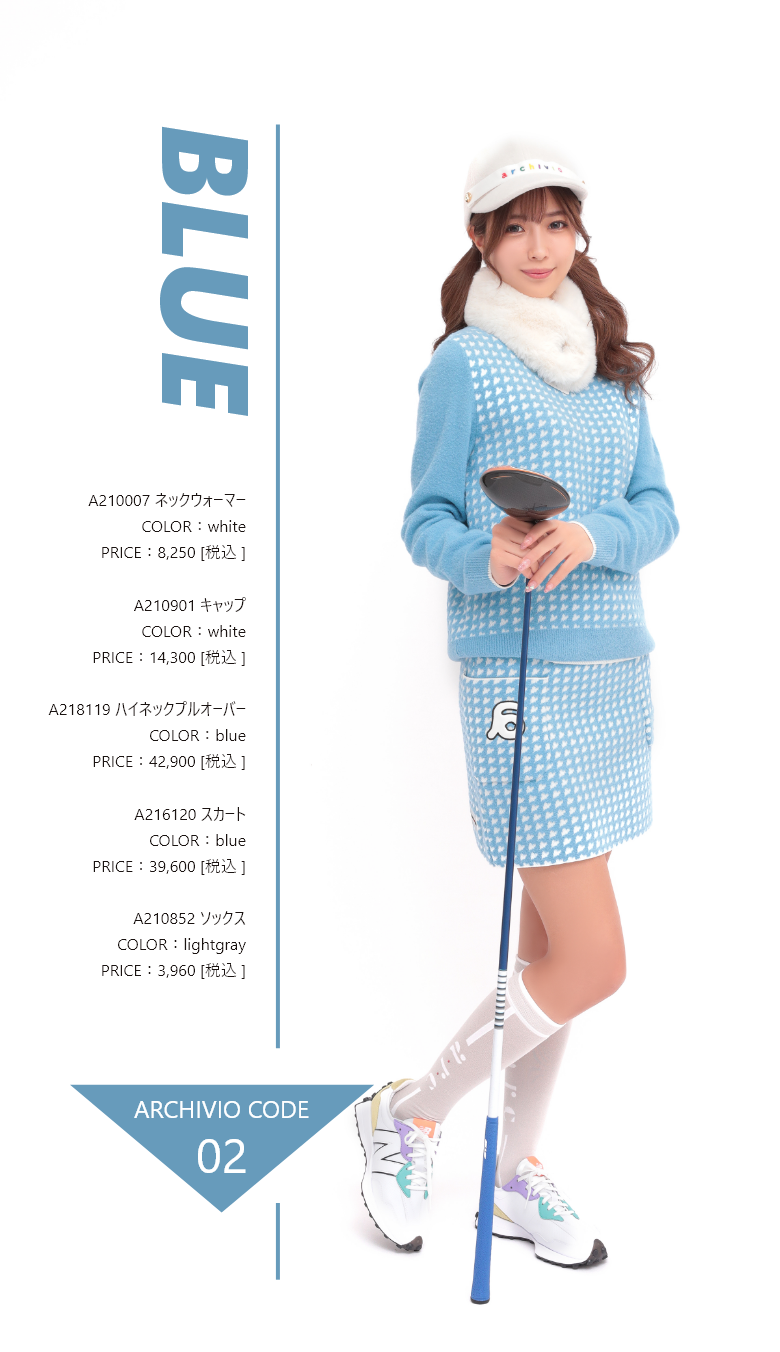 BLUE
archivio
A210007 ネックウォーマー
COLOR：white
PRICE：8,250 [税込 ]
A210901 キャップ
COLOR：white
PRICE：14,300 [税込 ]
A218119 ハイネックプルオーバー
COLOR：blue
PRICE：42,900 [税込 ]
A216120 スカート
COLOR：blue
PRICE：39,600 [税込 ]
A210852 ソックス
COLOR：lightgray
PRICE：3,960 [税込 ]
ARCHIVIO CODE
02
N